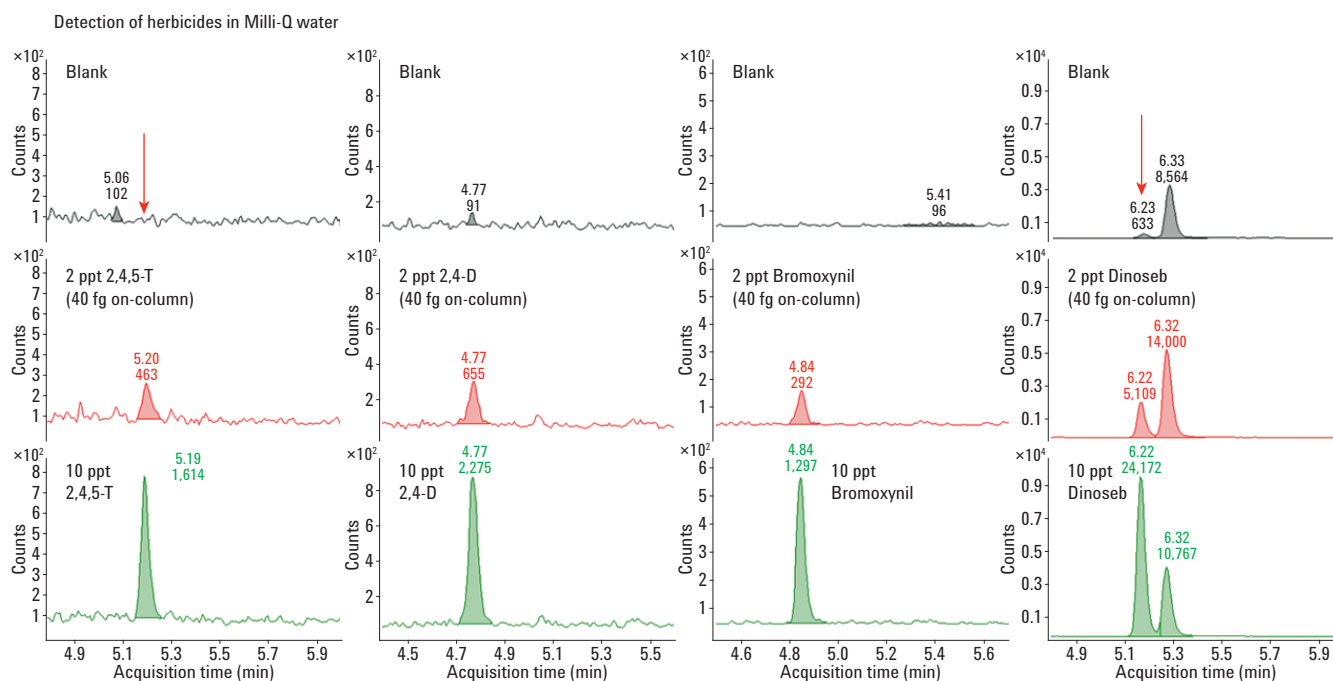 Detection of herbicides in Milli-Q water
×10²
8
7
6
5
4
3
2
1
Counts
Blank
5.06
102
×10²
8
6
4
2
Counts
Blank
4.77
91
×10²
6
5
4
3
2
1
Counts
Blank
5.41
96
×10⁴
0.9
0.7
0.5
0.3
0.1
Counts
Blank
6.23
633
6.33
8,564
×10²
8
7
6
5
4
3
2
1
Counts
2 ppt 2,4,5-T
(40 fg on-column)
5.20
463
×10²
8
6
4
2
Counts
2 ppt 2,4-D
(40 fg on-column)
4.77
655
×10²
6
5
4
3
2
1
Counts
2 ppt Bromoxynil
(40 fg on-column)
4.84
292
×10⁴
0.9
0.7
0.5
0.3
0.1
Counts
2 ppt Dinoseb
(40 fg on-column)
6.22
5,109
6.32
14,000
×10²
8
7
6
5
4
3
2
1
Counts
10 ppt
2,4,5-T
5.19
1,614
4.9 5.1 5.3 5.5 5.7 5.9
Acquisition time (min)
×10²
8
6
4
2
Counts
10 ppt
2,4-D
4.77
2,275
4.5 4.7 4.9 5.1 5.3 5.5
Acquisition time (min)
×10²
6
5
4
3
2
1
Counts
4.84
1,297
10 ppt
Bromoxynil
4.6 4.8 5.0 5.2 5.4 5.6
Acquisition time (min)
×10⁴
0.9
0.7
0.5
0.3
0.1
Counts
6.22
24,172
10 ppt
Dinoseb
6.32
10,767
4.9 5.1 5.3 5.5 5.7 5.9
Acquisition time (min)